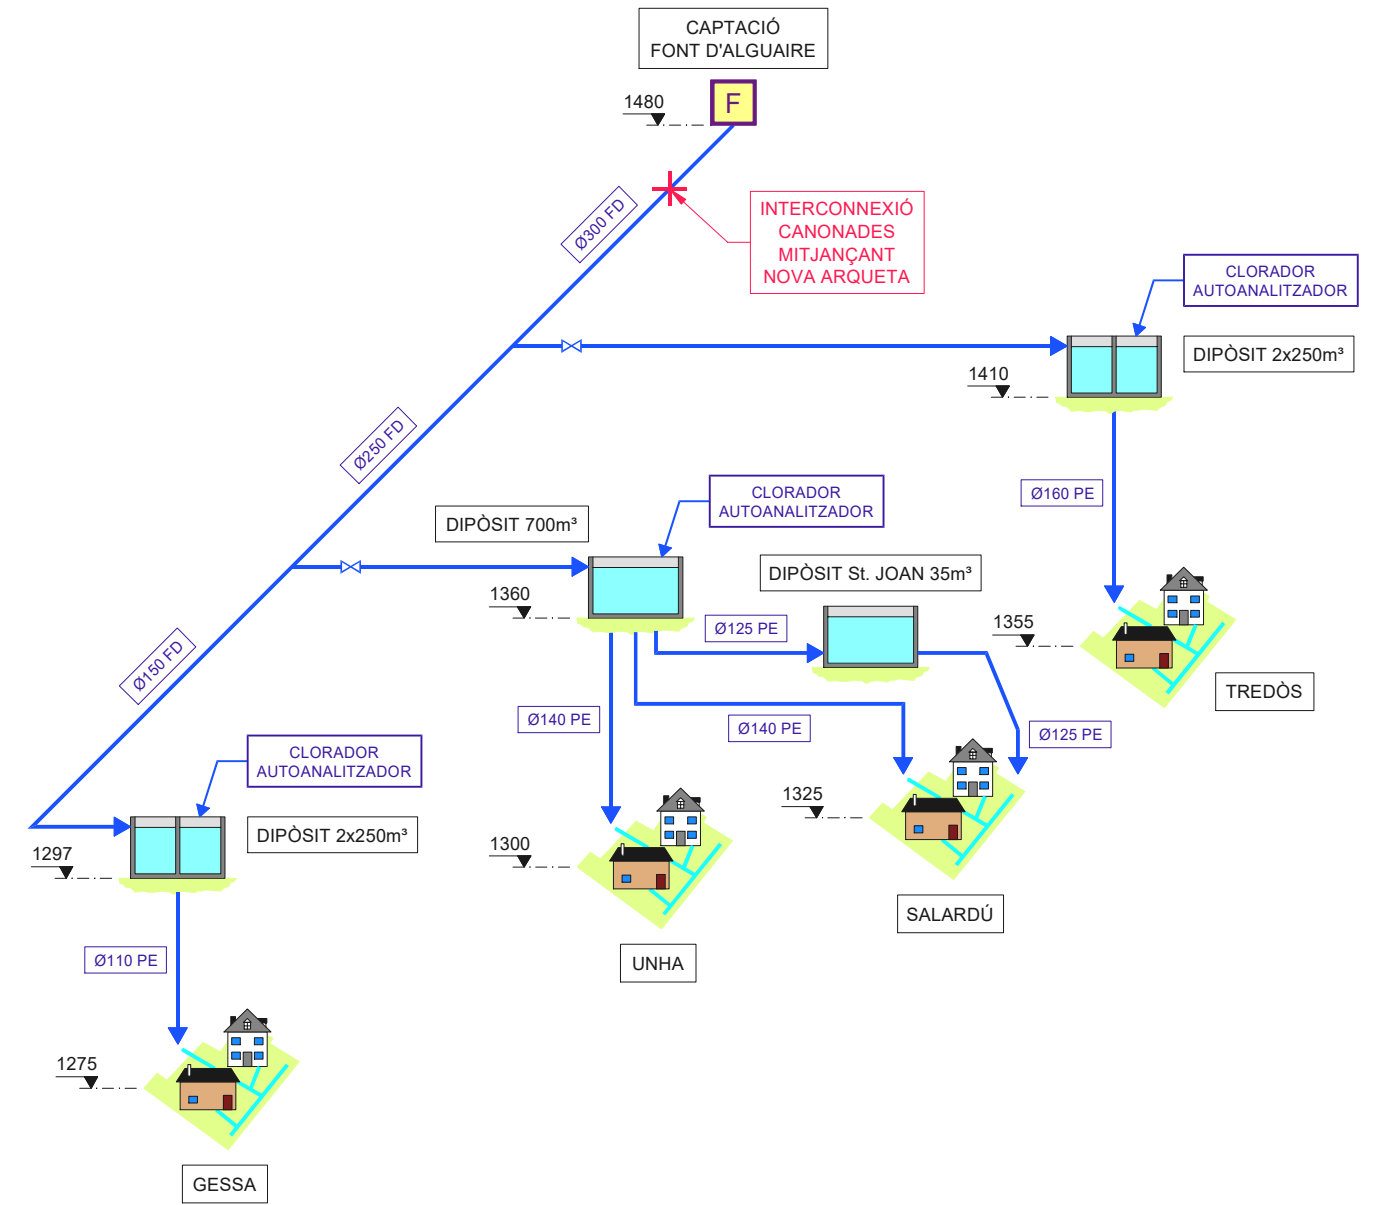 CAPTACIÓ
FONT D'ALGUAIRE
1480
F
Ø300 FD
INTERCONNEXIÓ
CANONADES
MITJANÇANT
NOVA ARQUETA
CLORADOR
AUTOANALITZADOR
DIPÒSIT 2x250m³
1410
Ø250 FD
Ø160 PE
CLORADOR
AUTOANALITZADOR
DIPÒSIT 700m³
DIPÒSIT St. JOAN 35m³
1360
Ø125 PE
1355
TREDÒS
Ø150 FD
Ø140 PE
Ø140 PE
Ø125 PE
CLORADOR
AUTOANALITZADOR
DIPÒSIT 2x250m³
1297
1300
1325
SALARDÚ
UNHA
Ø110 PE
1275
GESSA